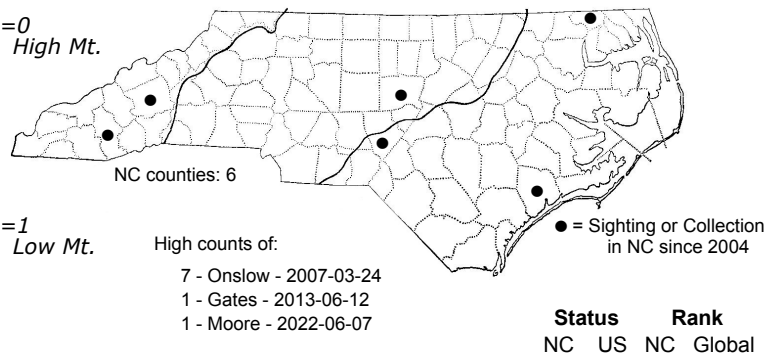 =0
High Mt.
NC counties: 6
=1
Low Mt.
High counts of:
7 - Onslow - 2007-03-24
1 - Gates - 2013-06-12
1 - Moore - 2022-06-07
● = Sighting or Collection
in NC since 2004
Status Rank
NC US NC Global